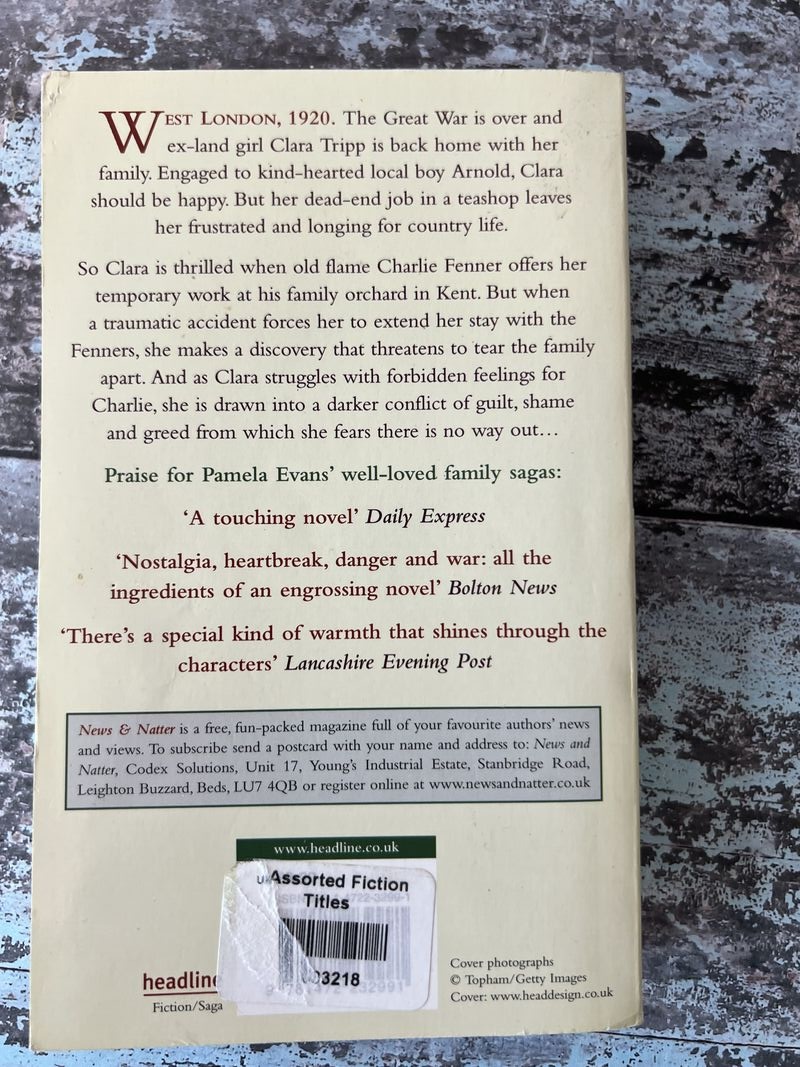 WEST LONDON, 1920. The Great War is over and
ex-land girl Clara Tripp is back home with her
family. Engaged to kind-hearted local boy Arnold, Clara
should be happy. But her dead-end job in a teashop leaves
her frustrated and longing for country life.
So Clara is thrilled when old flame Charlie Fenner offers her
temporary work at his family orchard in Kent. But when
a traumatic accident forces her to extend her stay with the
Fenners, she makes a discovery that threatens to tear the family
apart. And as Clara struggles with forbidden feelings for
Charlie, she is drawn into a darker conflict of guilt, shame
and greed from which she fears there is no way out…
Praise for Pamela Evans’ well-loved family sagas:
‘A touching novel’ Daily Express
‘Nostalgia, heartbreak, danger and war: all the
ingredients of an engrossing novel’ Bolton News
‘There’s a special kind of warmth that shines through the
characters’ Lancashire Evening Post
News & Natter is a free, fun-packed magazine full of your favourite authors’ news
and views. To subscribe send a postcard with your name and address to: News and
Natter, Codex Solutions, Unit 17, Young’s Industrial Estate, Stanbridge Road,
Leighton Buzzard, Beds, LU7 4QB or register online at www.newsandnatter.co.uk
www.headline.co.uk
Assorted Fiction
Titles
03218
headline
Fiction/Saga
Cover photographs
© Topham/Getty Images
Cover: www.headdesign.co.uk